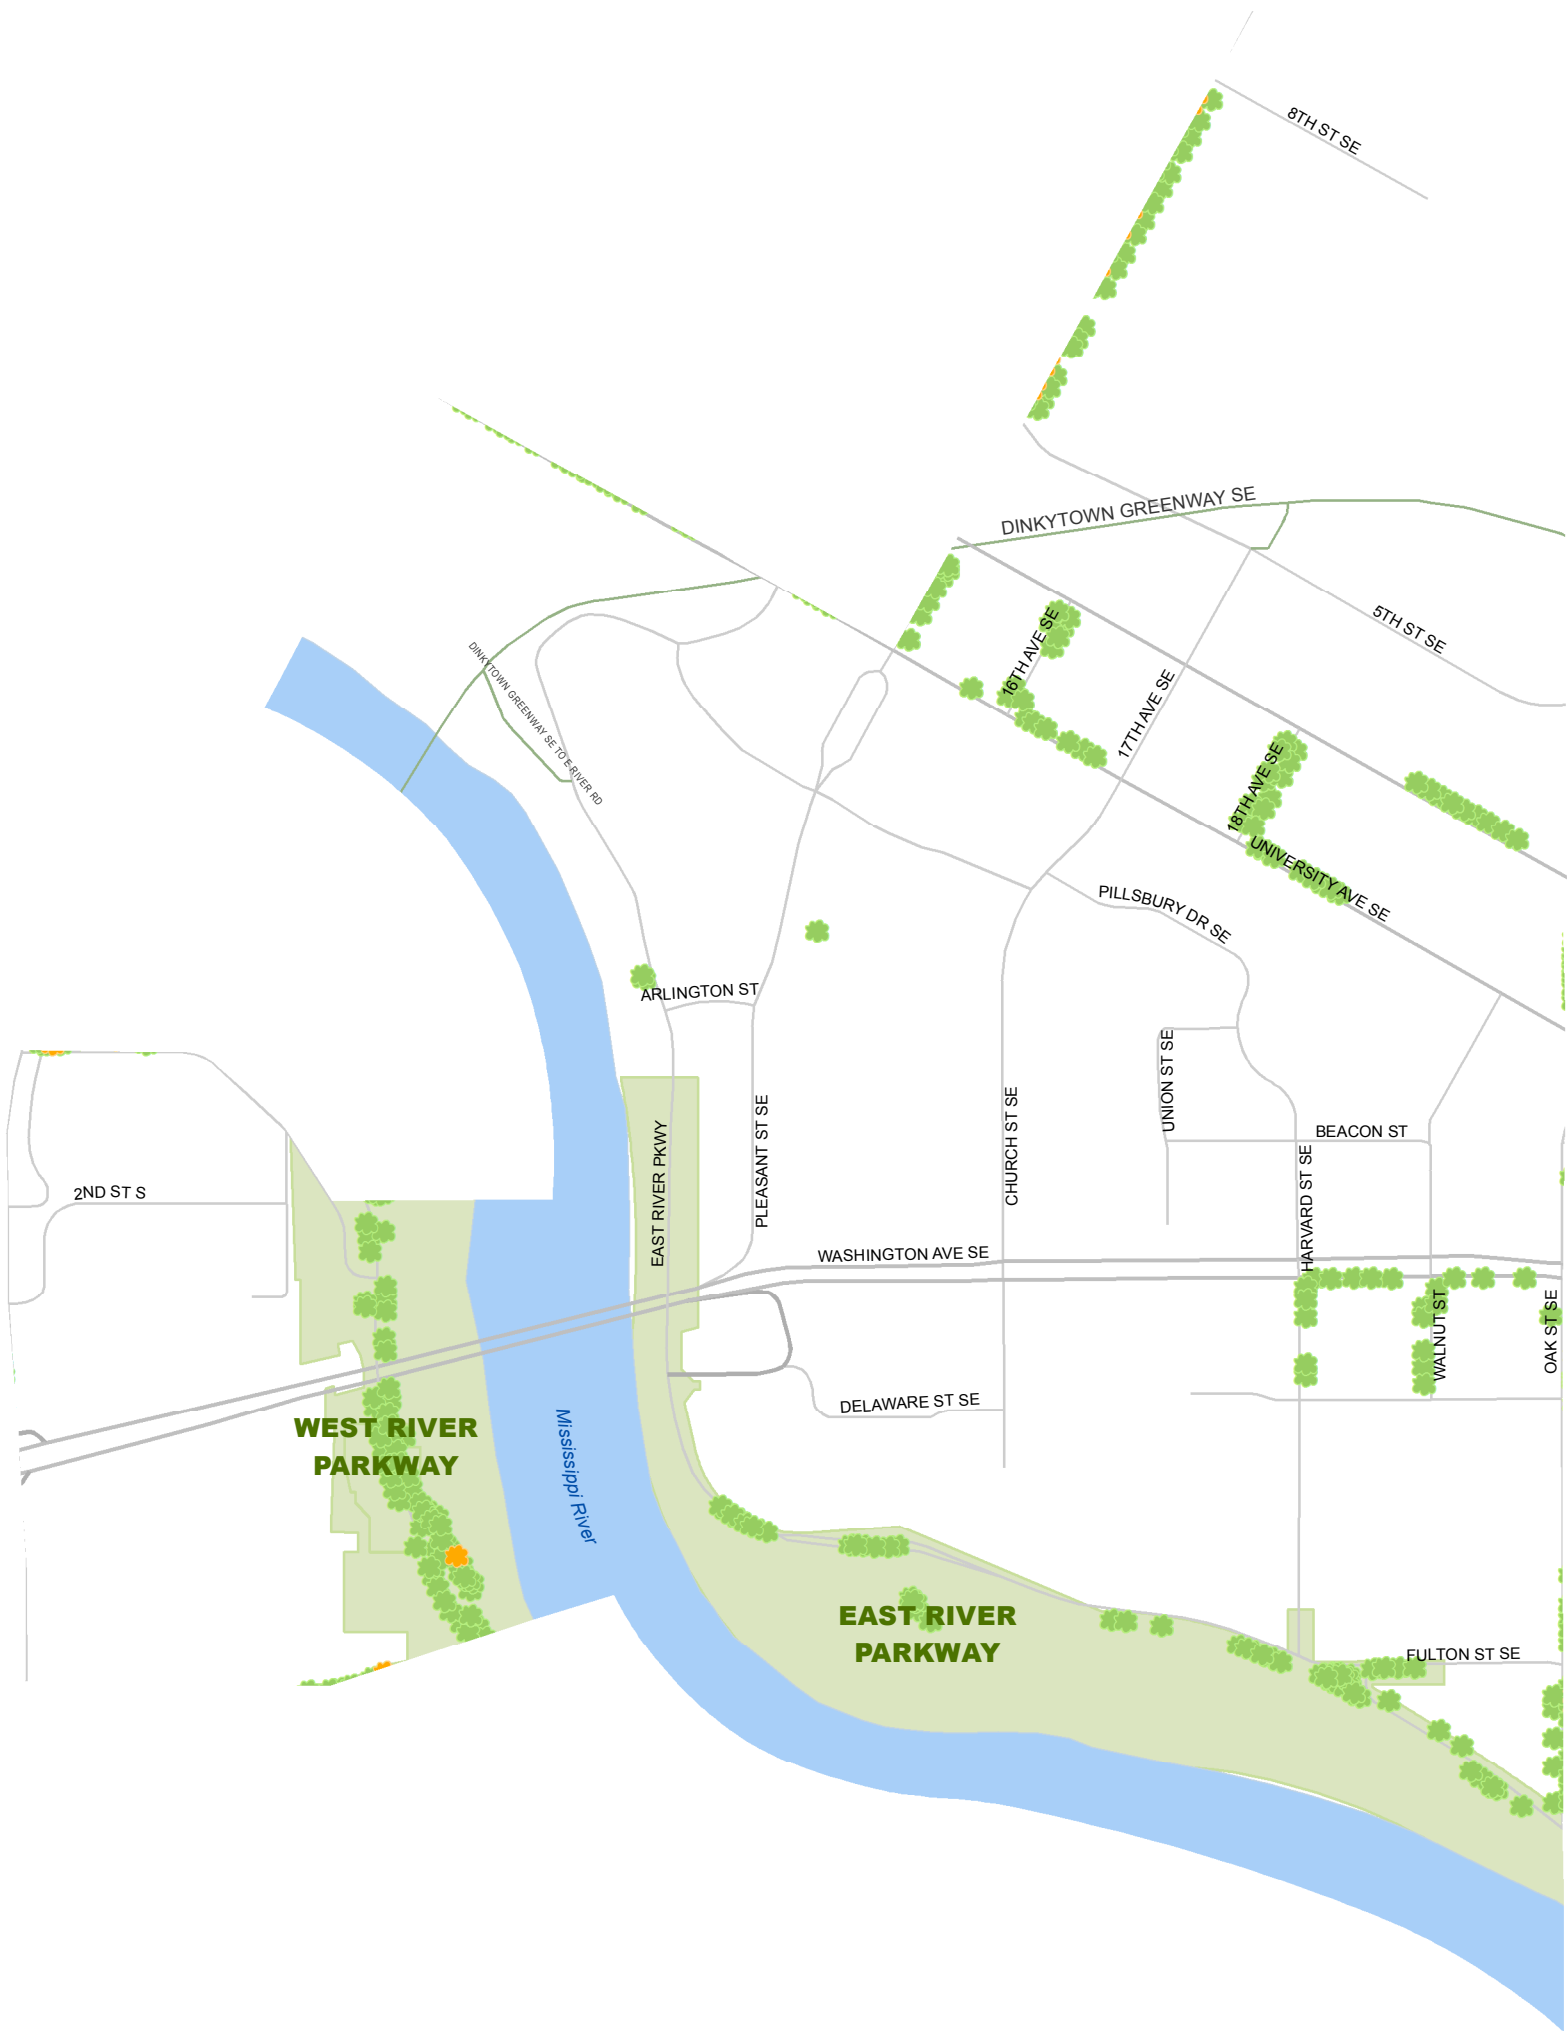 8TH ST SE
DINKYTOWN GREENWAY SE
5TH ST SE
16TH AVE SE
DINKYTOWN GREENWAY SE TO E RIVER RD
17TH AVE SE
18TH AVE SE
UNIVERSITY AVE SE
PILLSBURY DR SE
ARLINGTON ST
UNION ST SE
BEACON ST
EAST RIVER PKWY
PLEASANT ST SE
CHURCH ST SE
HARVARD ST SE
2ND ST S
WASHINGTON AVE SE
WALNUT ST
OAK ST SE
DELAWARE ST SE
WEST RIVER
PARKWAY
Mississippi River
EAST RIVER
PARKWAY
FULTON ST SE